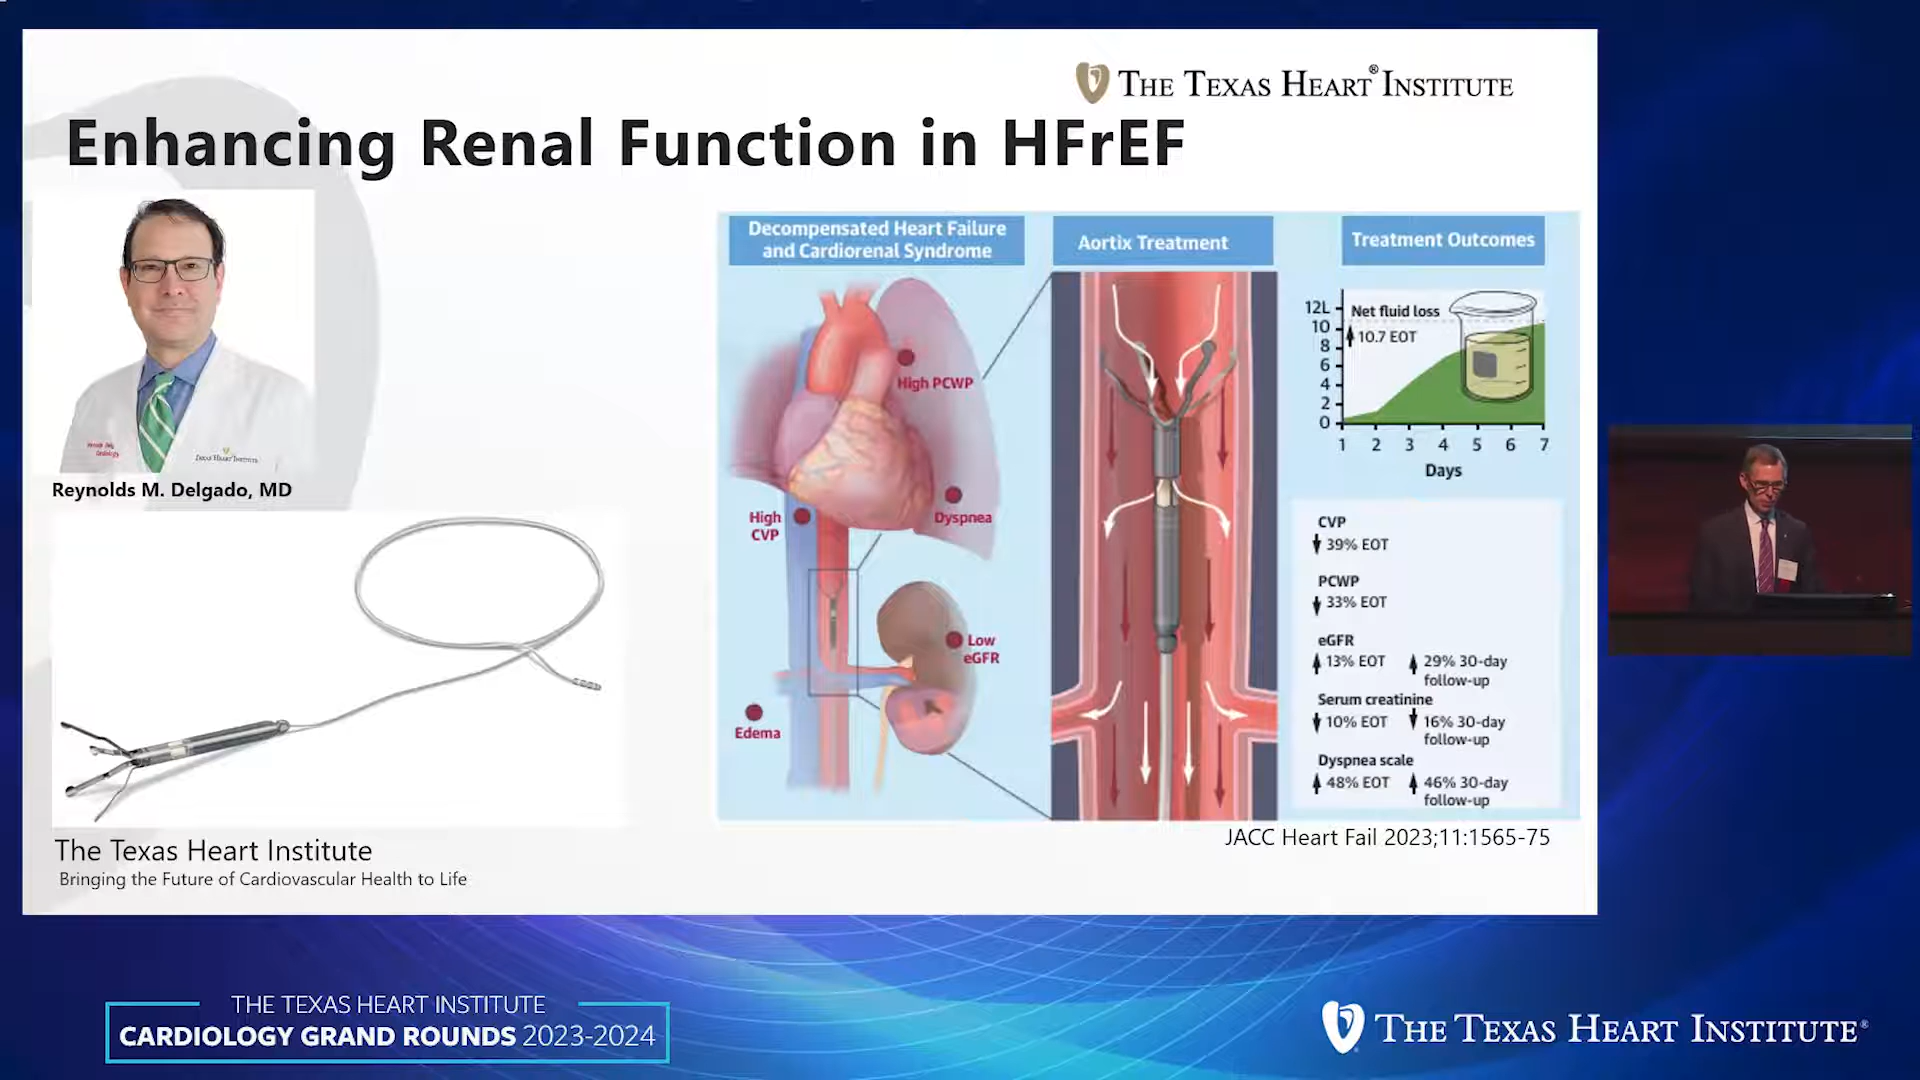 THE TEXAS HEART® INSTITUTE
Enhancing Renal Function in HFrEF
Reynolds M. Delgado, MD
TEXAS HEART INSTITUTE
Decompensated Heart Failure
and Cardiorenal Syndrome
High PCWP
Dyspnea
High
CVP
Low
eGFR
Edema
Aortix Treatment
Treatment Outcomes
12L
10
8
6
4
2
0
Net fluid loss
10.7 EOT
1 2 3 4 5 6 7
Days
CVP
39% EOT
PCWP
33% EOT
eGFR
13% EOT 29% 30-day
follow-up
Serum creatinine
10% EOT 16% 30-day
follow-up
Dyspnea scale
48% EOT 46% 30-day
follow-up
JACC Heart Fail 2023;11:1565-75
The Texas Heart Institute
Bringing the Future of Cardiovascular Health to Life
THE TEXAS HEART INSTITUTE
CARDIOLOGY GRAND ROUNDS 2023-2024
THE TEXAS HEART INSTITUTE®